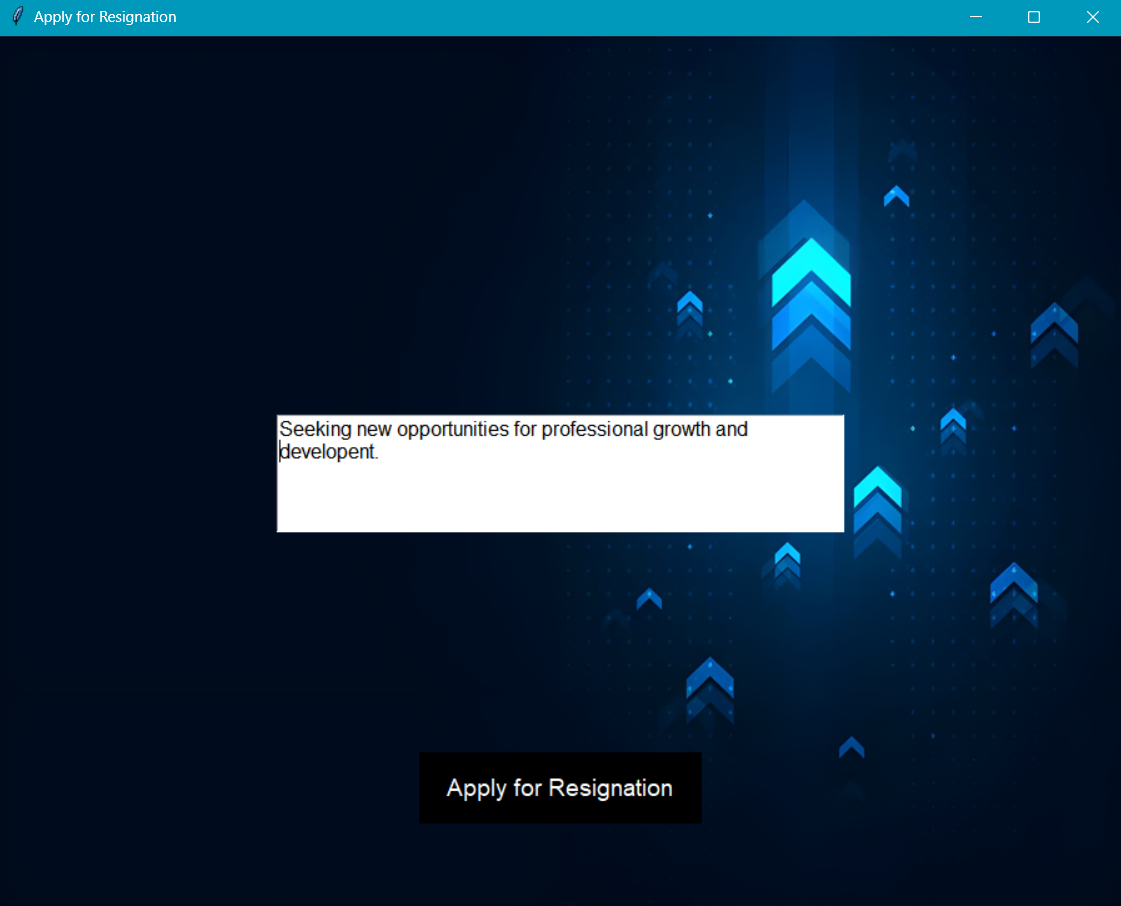 Apply for Resignation
Seeking new opportunities for professional growth and
developent.
Apply for Resignation